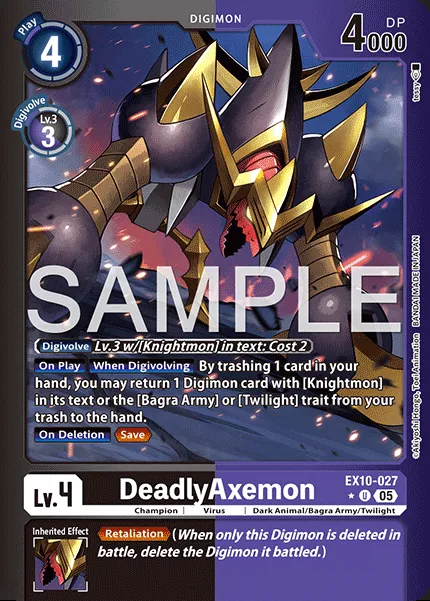 DIGIMON
Play
4
DP
4000
Digivolve
Lv.3
3
SAMPLE
Digivolve Lv.3 w/[Knightmon] in text: Cost 2
On Play When Digivolving By trashing 1 card in your
hand, you may return 1 Digimon card with [Knightmon]
in its text or the [Bagra Army] or [Twilight] trait from your
trash to the hand.
On Deletion Save
Lv.4
DeadlyAxemon
EX10-027
U 05
Champion | Virus | Dark Animal/Bagra Army/Twilight
Inherited Effect
Retaliation (When only this Digimon is deleted in
battle, delete the Digimon it battled.)
©Akiyoshi Hongo, Toei Animation BANDAI MADE IN JAPAN